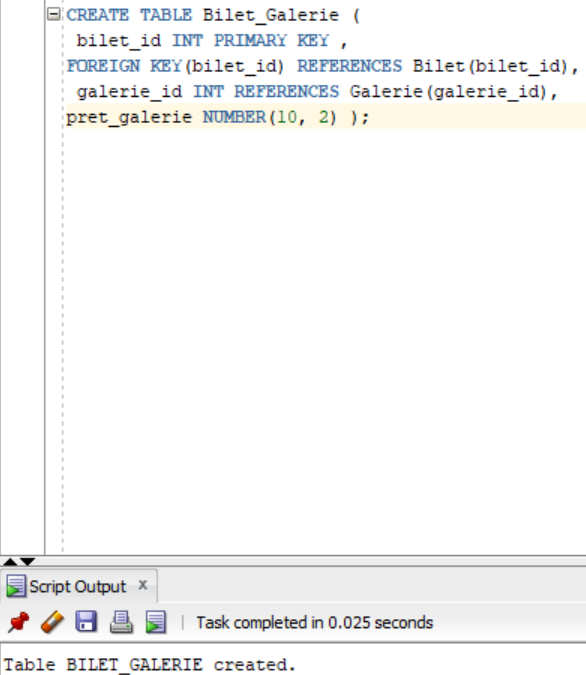 CREATE TABLE Bilet_Galerie (
bilet_id INT PRIMARY KEY ,
FOREIGN KEY(bilet_id) REFERENCES Bilet(bilet_id),
galerie_id INT REFERENCES Galerie(galerie_id),
pret_galerie NUMBER(10, 2) );
Script Output x
Task completed in 0.025 seconds
Table BILET_GALERIE created.